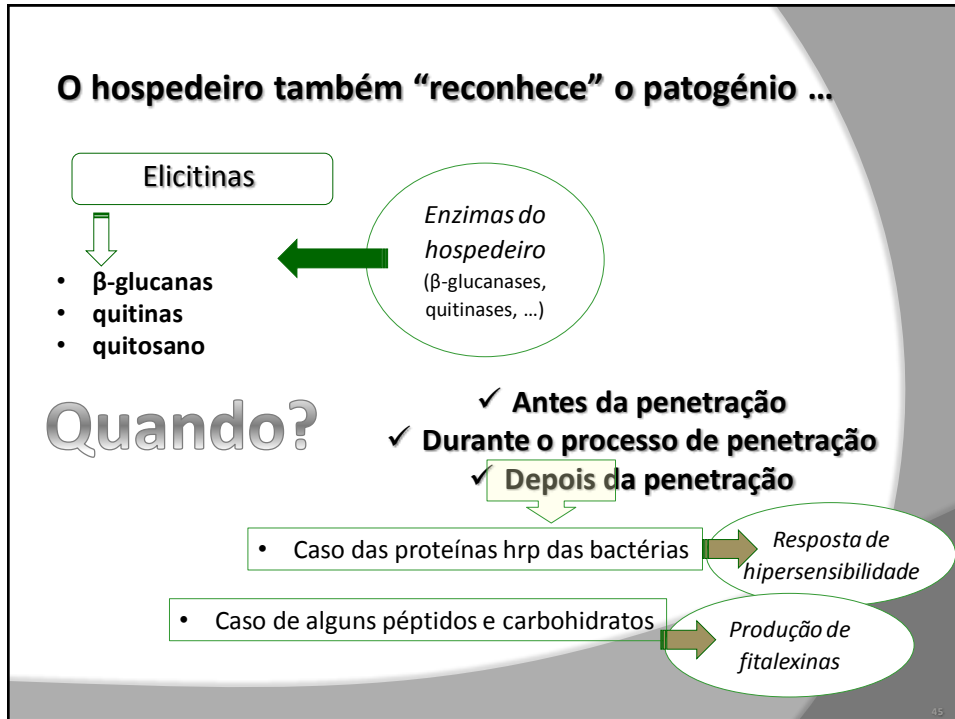 O hospedeiro também “reconhece” o patogénio ...
Elicitinas
Enzimas do
hospedeiro
(β-glucanases,
quitinases, ...)
• β-glucanas
• quitinas
• quitosano
Quando?
✓ Antes da penetração
✓ Durante o processo de penetração
✓ Depois da penetração
• Caso das proteínas hrp das bactérias
Resposta de
hipersensibilidade
• Caso de alguns péptidos e carbohidratos
Produção de
fitalexinas
45